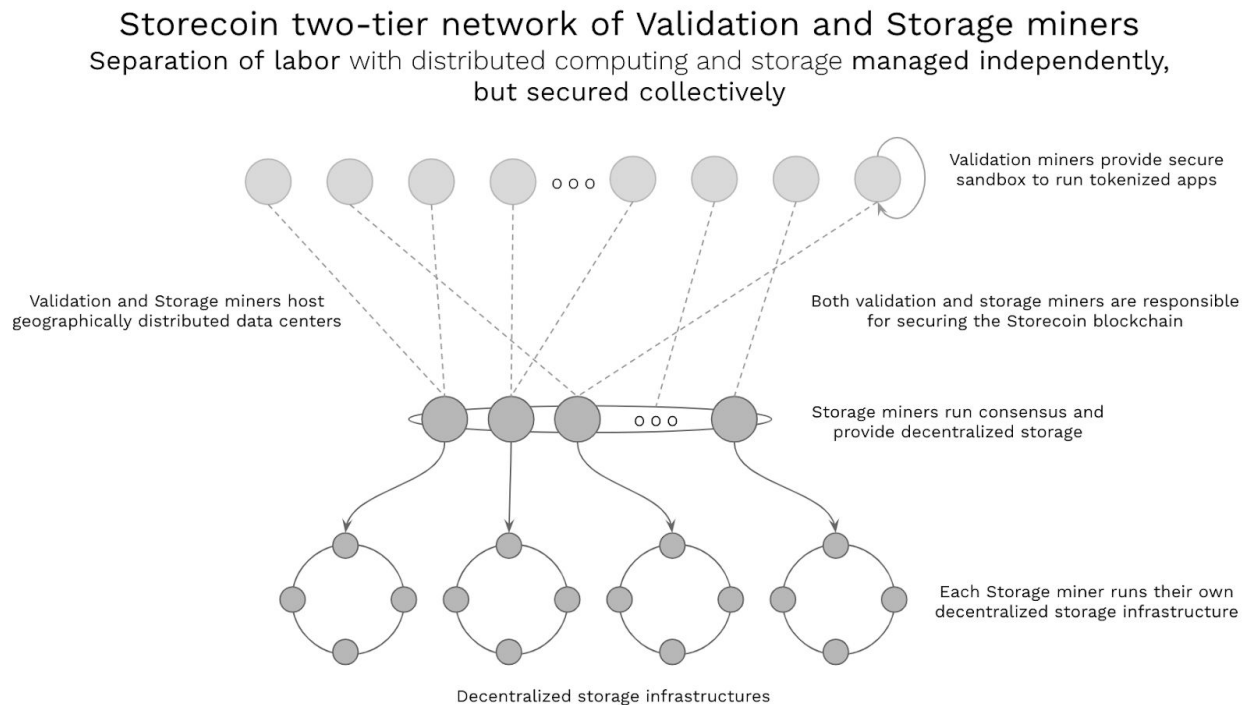 Storecoin two-tier network of Validation and Storage miners
Separation of labor with distributed computing and storage managed independently,
but secured collectively
o o o
Validation miners provide secure
sandbox to run tokenized apps
Validation and Storage miners host
geographically distributed data centers
Both validation and storage miners are responsible
for securing the Storecoin blockchain
o o o
Storage miners run consensus and
provide decentralized storage
Each Storage miner runs their own
decentralized storage infrastructure
Decentralized storage infrastructures